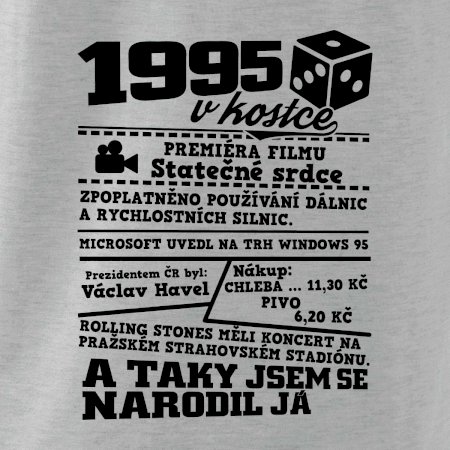 1995
v kostce
PREMIÉRA FILMU
Statečné srdce
ZPOPLATNĚNO POUŽÍVÁNÍ DÁLNIC
A RYCHLOSTNÍCH SILNIC.
MICROSOFT UVEDL NA TRH WINDOWS 95
Prezidentem ČR byl:
Václav Havel
Nákup:
CHLEBA ... 11,30 KČ
PIVO
6,20 KČ
ROLLING STONES MĚLI KONCERT NA
PRAŽSKÉM STRAHOVSKÉM STADIÓNU.
A TAKY JSEM SE
NARODIL JÁ